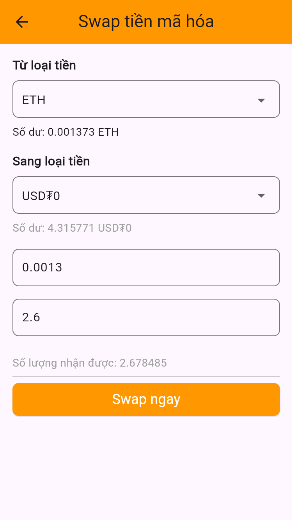 Swap tiền mã hóa
Từ loại tiền
ETH
Số dư: 0.001373 ETH
Sang loại tiền
USD₮0
Số dư: 4.315771 USD₮0
0.0013
2.6
Số lượng nhận được: 2.678485
Swap ngay